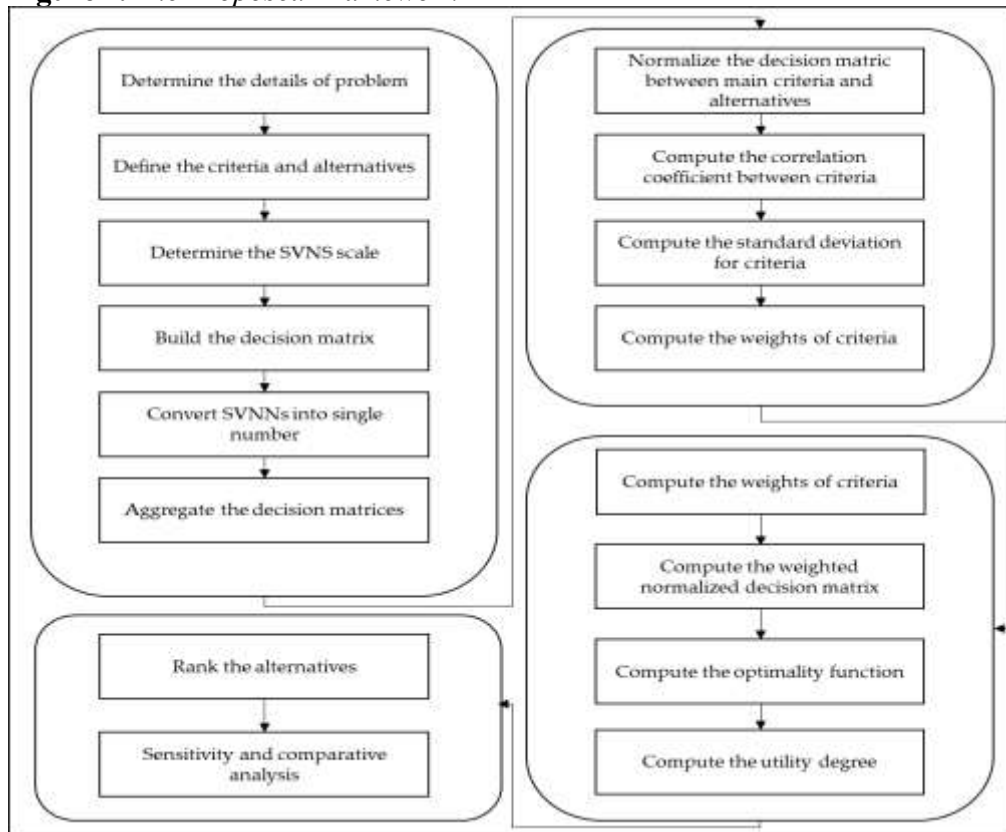 Determine the details of problem
Define the criteria and alternatives
Determine the SVNS scale
Build the decision matrix
Convert SVNNs into single
number
Aggregate the decision matrices
Normalize the decision matric
between main criteria and
alternatives
Compute the correlation
coefficient between criteria
Compute the standard deviation
for criteria
Compute the weights of criteria
Compute the weights of criteria
Compute the weighted
normalized decision matrix
Compute the optimality function
Compute the utility degree
Rank the alternatives
Sensitivity and comparative
analysis